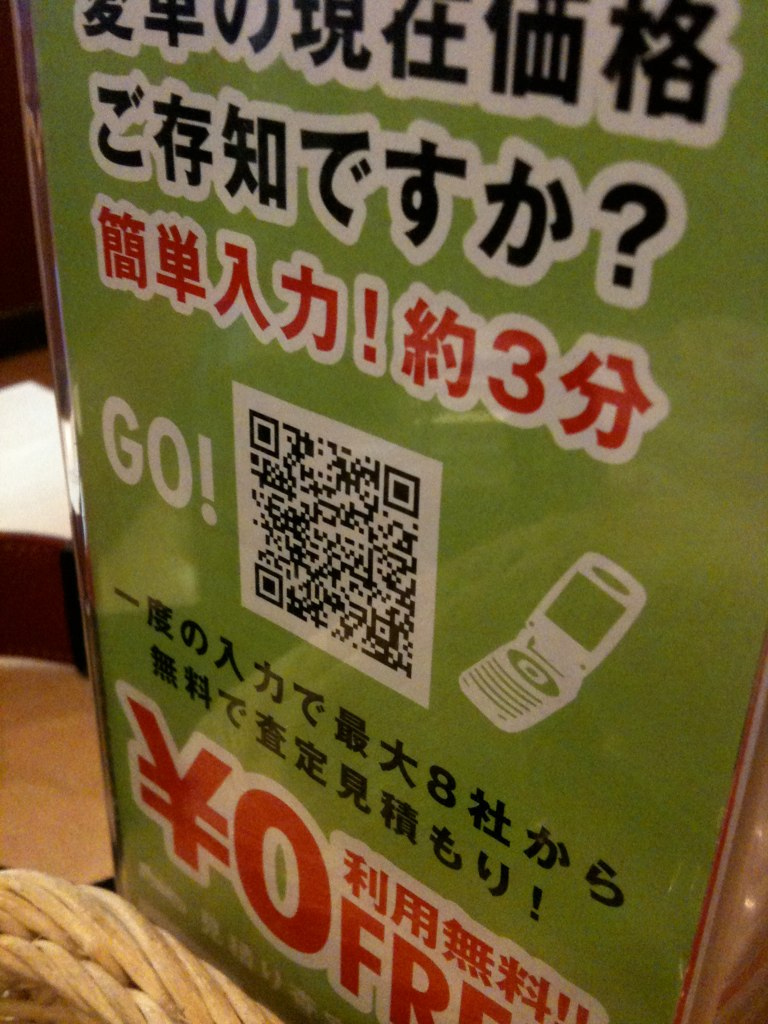 愛車の現在価格
ご存知ですか?
簡単入力!約3分
GO!
一度の入力で最大8社から
無料で査定見積もり!
¥0
利用無料!!
FRE